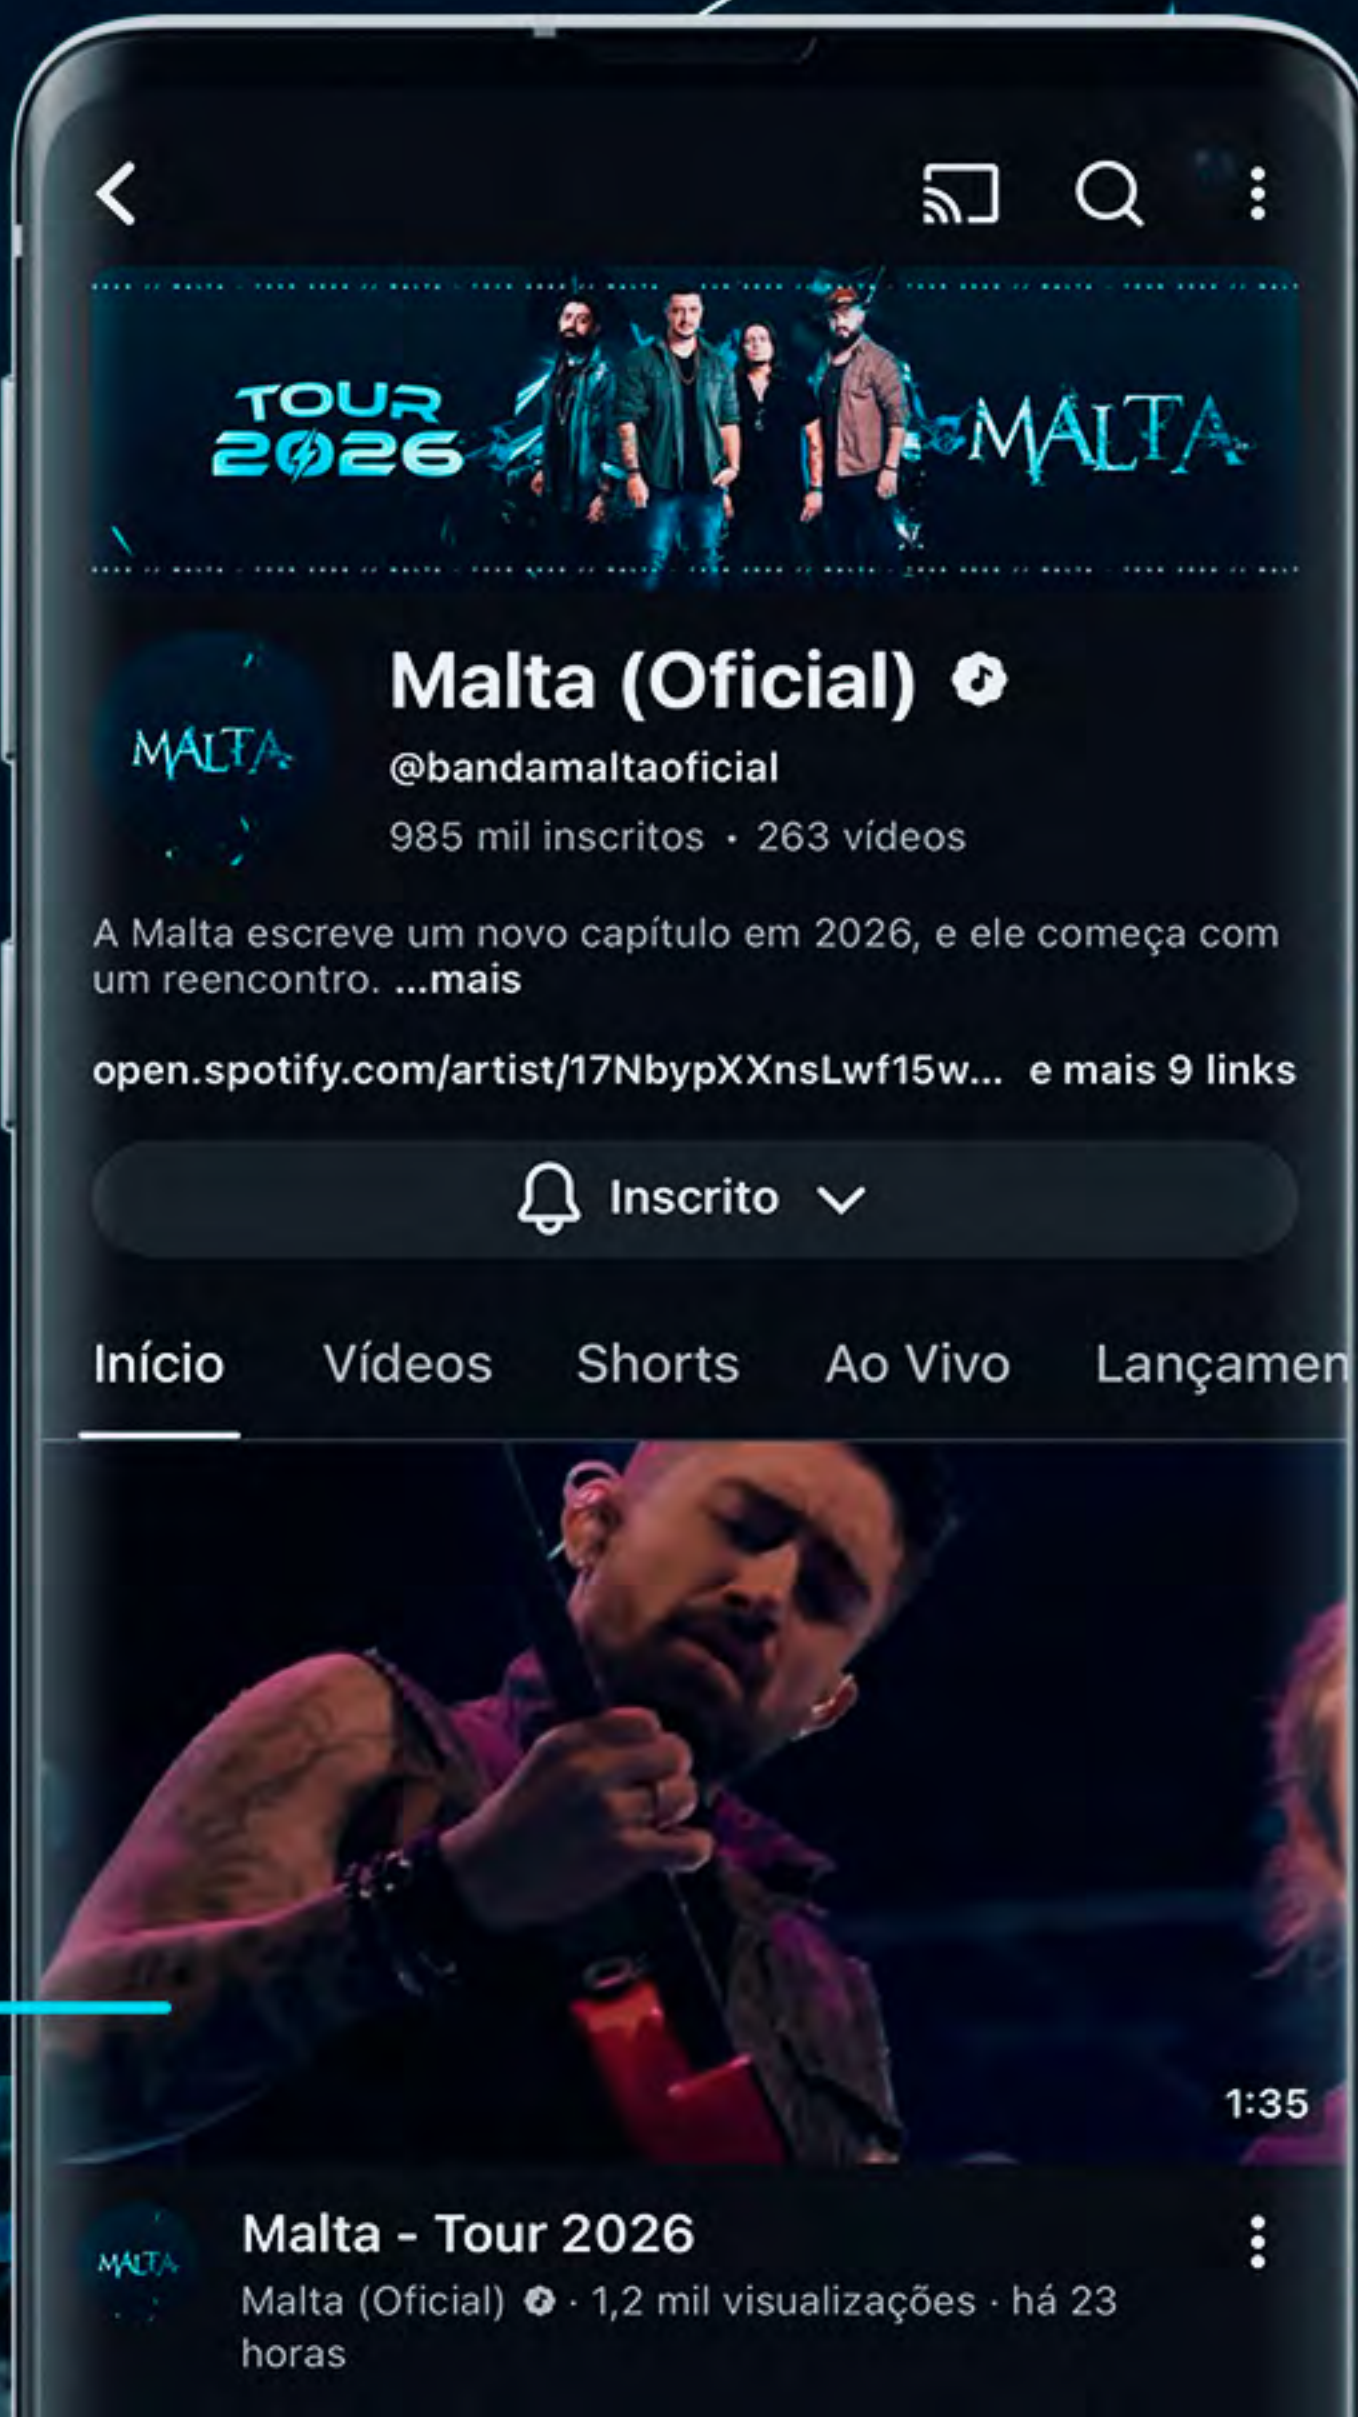 TOUR
2026
MALTA
Malta (Oficial)
MALTA
@bandamaltaoficial
985 mil inscritos • 263 vídeos
A Malta escreve um novo capítulo em 2026, e ele começa com
um reencontro. ...mais
open.spotify.com/artist/17NbypXXnsLwf15w... e mais 9 links
Inscrito
Início Vídeos Shorts Ao Vivo Lançamen
1:35
Malta - Tour 2026
MALTA
Malta (Oficial) · 1,2 mil visualizações · há 23
horas